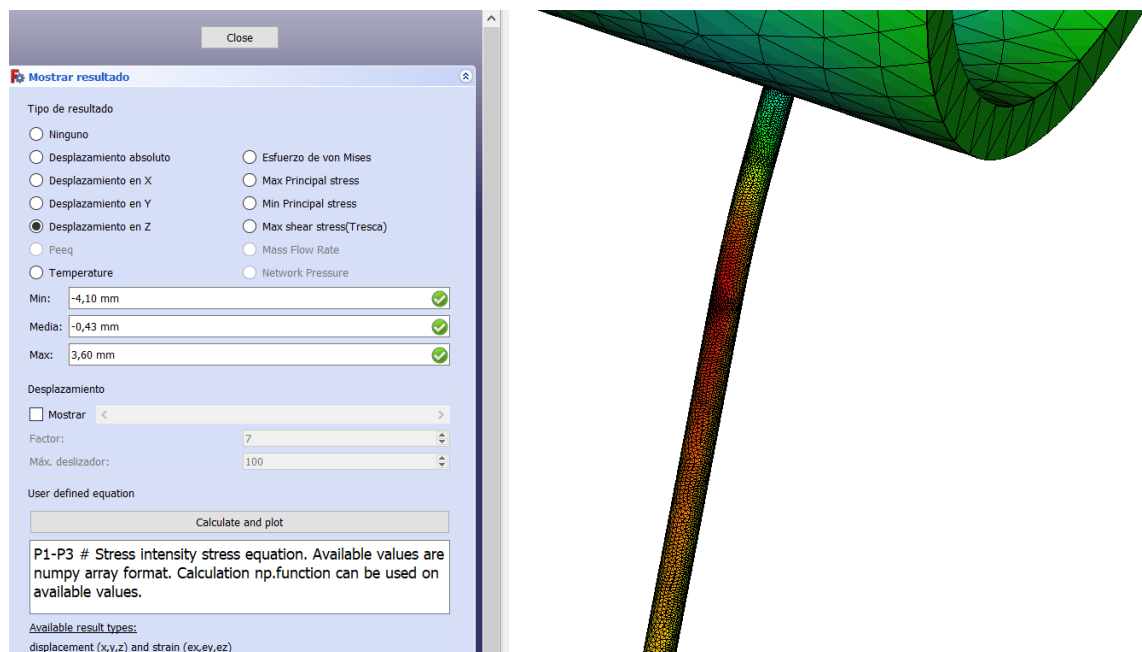 Close
Mostrar resultado
Tipo de resultado
Ninguno
Desplazamiento absoluto
Esfuerzo de von Mises
Desplazamiento en X
Max Principal stress
Desplazamiento en Y
Min Principal stress
Desplazamiento en Z
Max shear stress(Tresca)
Peeq
Mass Flow Rate
Temperature
Network Pressure
Min: -4,10 mm
Media: -0,43 mm
Max: 3,60 mm
Desplazamiento
Mostrar
Factor: 7
Máx. deslizador: 100
User defined equation
Calculate and plot
P1-P3 # Stress intensity stress equation. Available values are
numpy array format. Calculation np.function can be used on
available values.
Available result types:
displacement (x,y,z) and strain (ex,ey,ez)